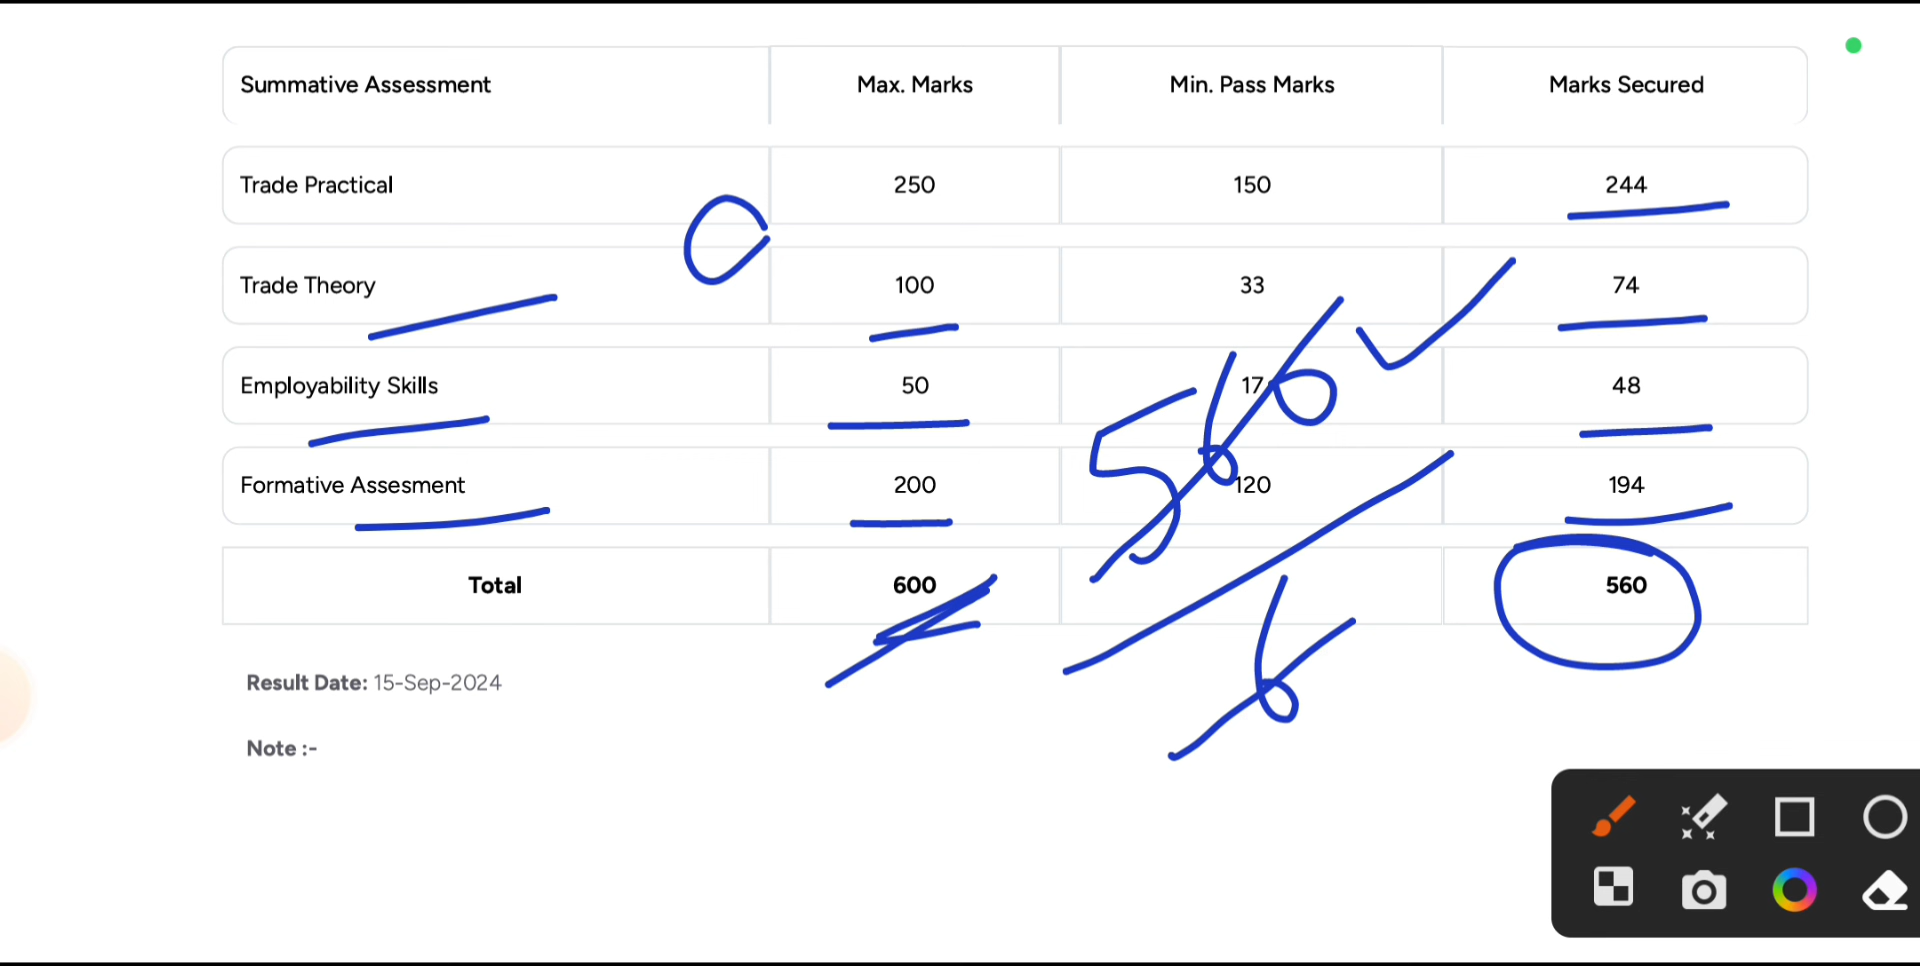 Summative Assessment Max. Marks Min. Pass Marks Marks Secured
Trade Practical 250 150 244
Trade Theory 100 33 74
Employability Skills 50 17 48
Formative Assesment 200 120 194
Total 600 560
Result Date: 15-Sep-2024
Note :-
560
6